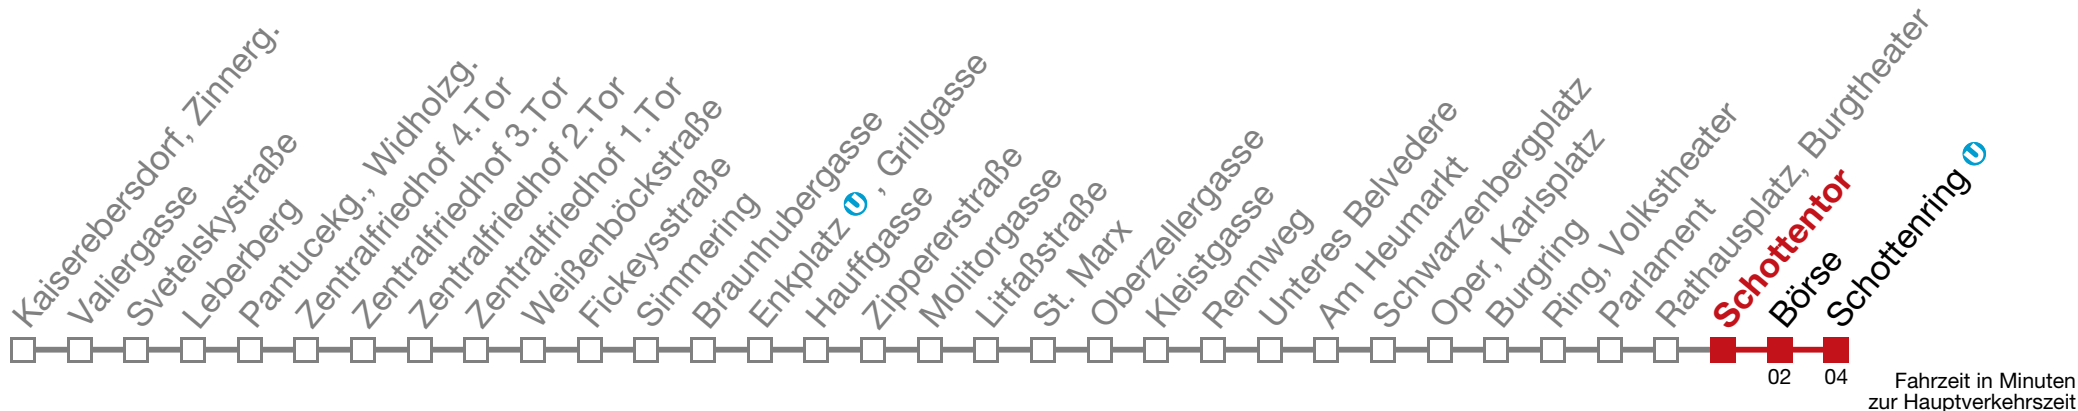 Kaiserebersdorf, Zinnerg.
Valiergasse
Svetelskystraße
Leberberg
Pantucekg., Widholzg.
Zentralfriedhof 4.Tor
Zentralfriedhof 3.Tor
Zentralfriedhof 2.Tor
Zentralfriedhof 1.Tor
Weißenböckstraße
Fickeysstraße
Simmering
Braunhubergasse
Enkplatz U , Grillgasse
Hauffgasse
Zippererstraße
Molitorgasse
Litfaßstraße
St. Marx
Oberzellergasse
Kleistgasse
Rennweg
Unteres Belvedere
Am Heumarkt
Schwarzenbergplatz
Oper, Karlsplatz
Burgring
Ring, Volkstheater
Parlament
Rathausplatz, Burgtheater
Schottentor
Börse
Schottenring U
02 04
Fahrzeit in Minuten
zur Hauptverkehrszeit